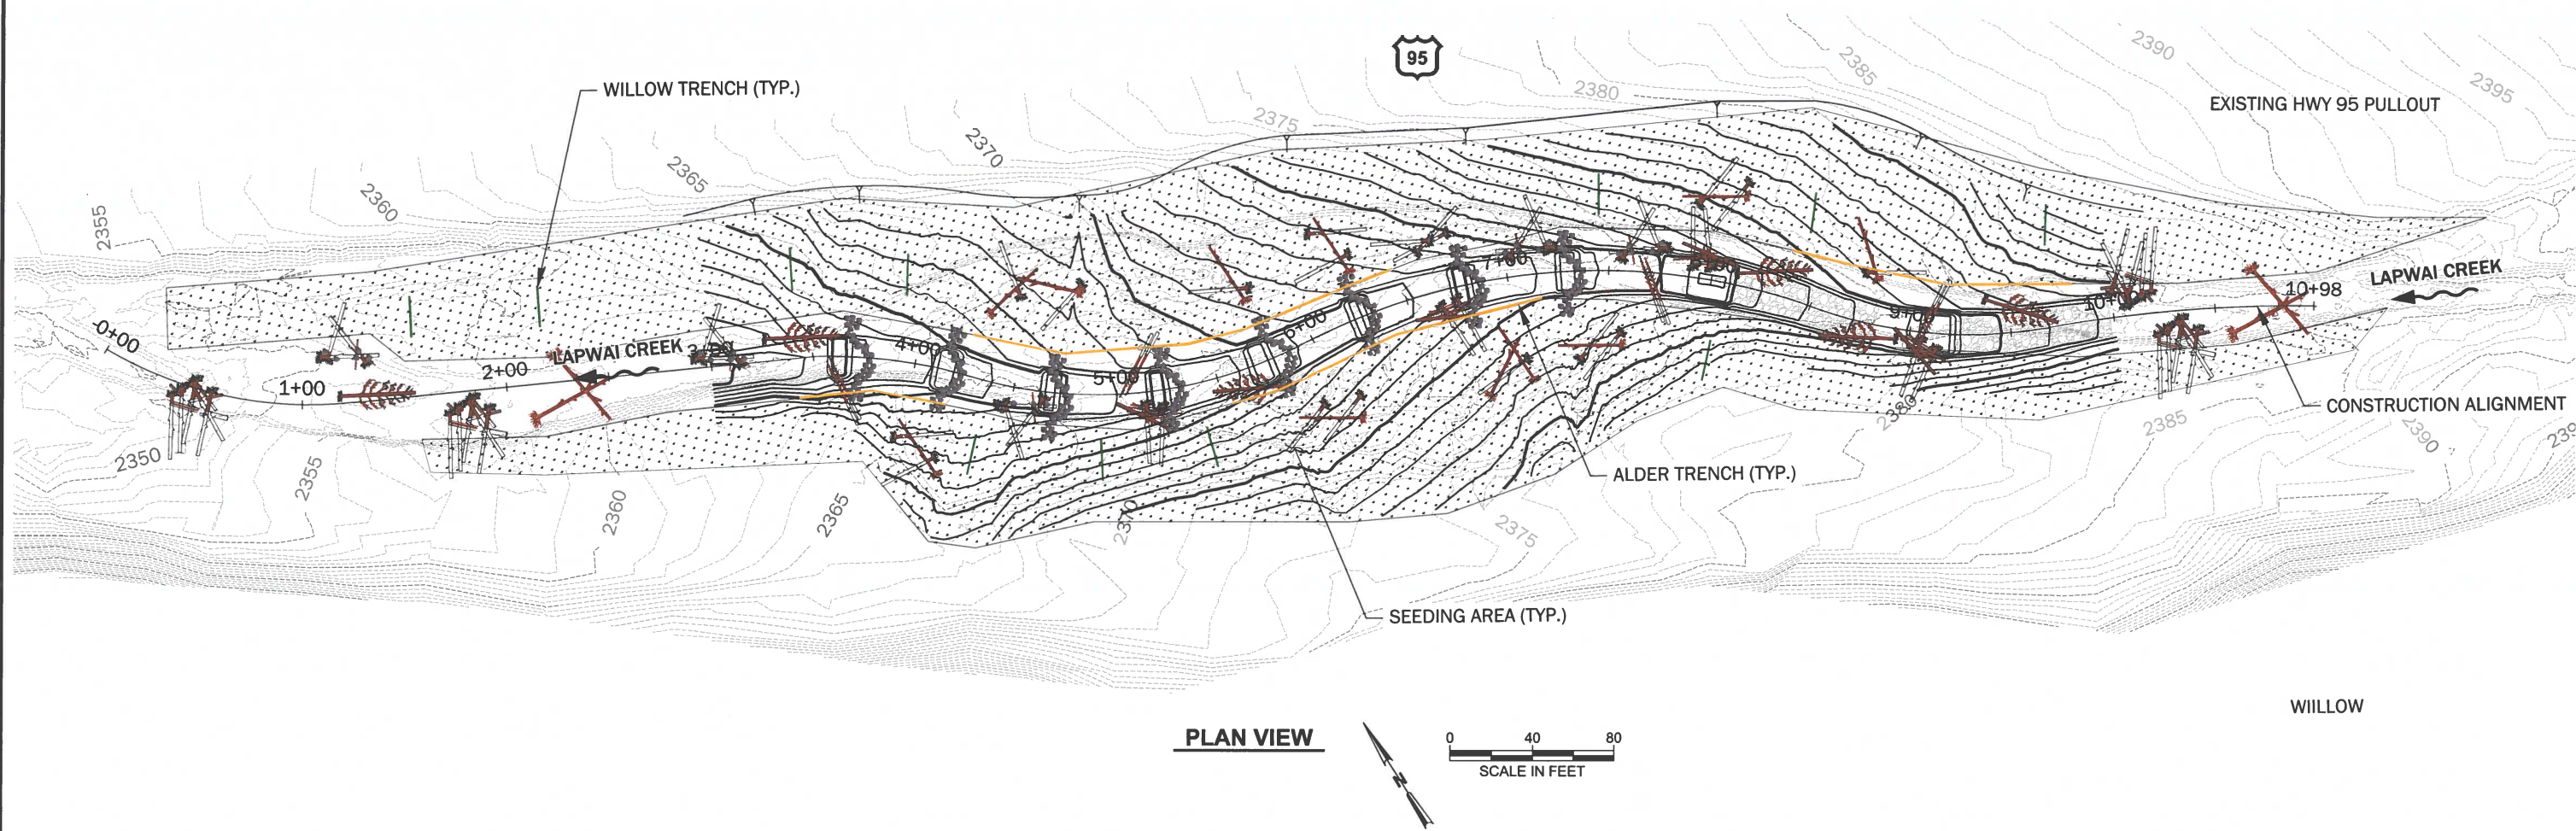 95
2390
2385
2395
WILLOW TRENCH (TYP.)
2380
EXISTING HWY 95 PULLOUT
2375
2370
2365
2360
2355
LAPWAI CREEK
10+98
-0+00
1+00
2+00
LAPWAI CREEK
3+00
4+00
5+00
6+00
7+00
9+00
CONSTRUCTION ALIGNMENT
2380
2385
2390
2350
2355
2360
2365
2370
2375
ALDER TRENCH (TYP.)
SEEDING AREA (TYP.)
WIILLOW
PLAN VIEW
N
0 40 80
SCALE IN FEET